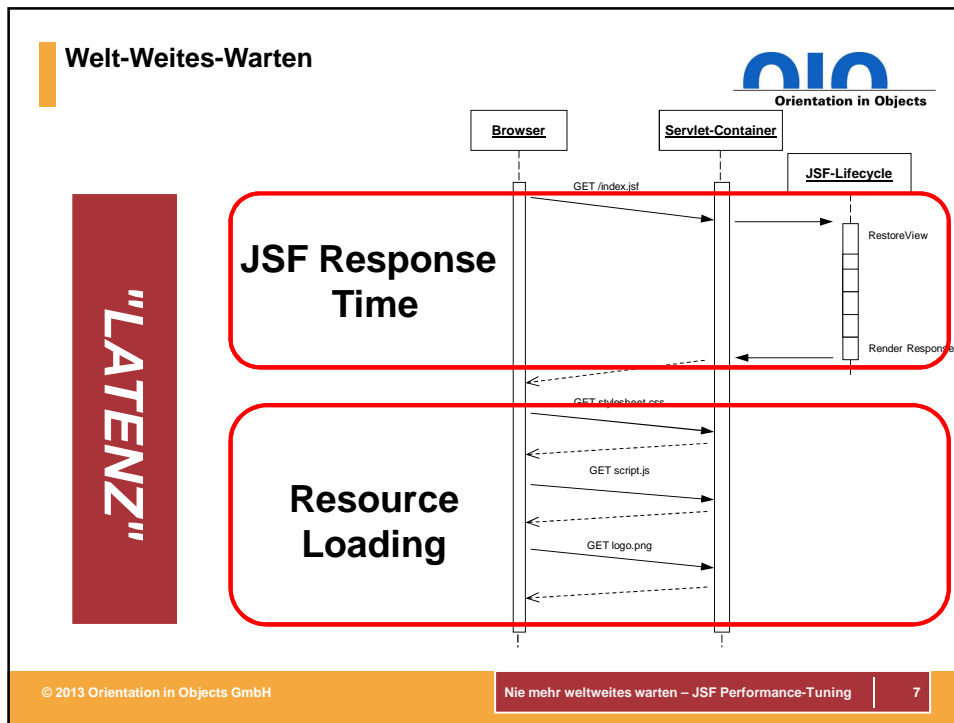 Welt-Weites-Warten
Orientation in Objects
Browser
Servlet-Container
JSF-Lifecycle
GET /index.jsf
RestoreView
JSF Response
Time
"LATENZ"
Render Response
GET stylesheet.css
GET script.js
Resource
Loading
GET logo.png
© 2013 Orientation in Objects GmbH
Nie mehr weltweites warten – JSF Performance-Tuning
7